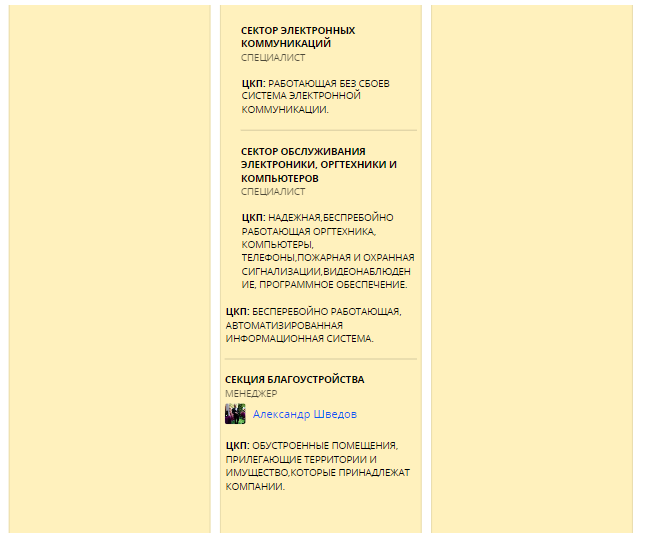 СЕКТОР ЭЛЕКТРОННЫХ
КОММУНИКАЦИЙ
СПЕЦИАЛИСТ
ЦКП: РАБОТАЮЩАЯ БЕЗ СБОЕВ
СИСТЕМА ЭЛЕКТРОННОЙ
КОММУНИКАЦИИ.
СЕКТОР ОБСЛУЖИВАНИЯ
ЭЛЕКТРОНИКИ, ОРГТЕХНИКИ И
КОМПЬЮТЕРОВ
СПЕЦИАЛИСТ
ЦКП: НАДЕЖНАЯ,БЕСПРЕБОЙНО
РАБОТАЮЩАЯ ОРГТЕХНИКА,
КОМПЬЮТЕРЫ,
ТЕЛЕФОНЫ,ПОЖАРНАЯ И ОХРАННАЯ
СИГНАЛИЗАЦИИ,ВИДЕОНАБЛЮДЕН
ИЕ, ПРОГРАММНОЕ ОБЕСПЕЧЕНИЕ.
ЦКП: БЕСПЕРЕБОЙНО РАБОТАЮЩАЯ,
АВТОМАТИЗИРОВАННАЯ
ИНФОРМАЦИОННАЯ СИСТЕМА.
СЕКЦИЯ БЛАГОУСТРОЙСТВА
МЕНЕДЖЕР
Александр Шведов
ЦКП: ОБУСТРОЕННЫЕ ПОМЕЩЕНИЯ,
ПРИЛЕГАЮЩИЕ ТЕРРИТОРИИ И
ИМУЩЕСТВО,КОТОРЫЕ ПРИНАДЛЕЖАТ
КОМПАНИИ.